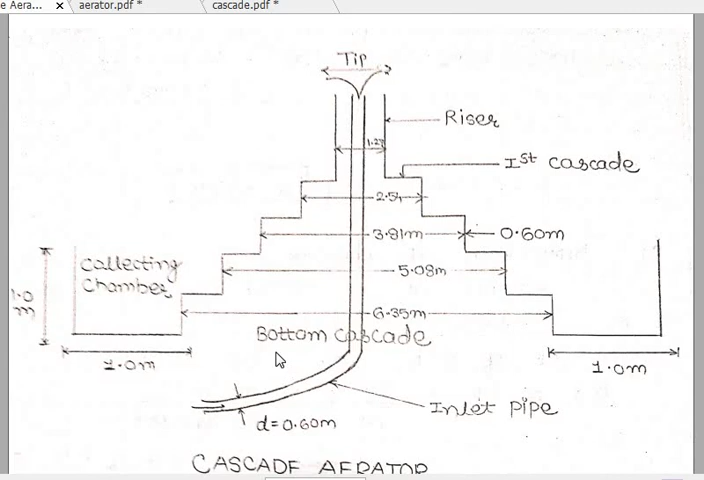 e Aera... × aerator.pdf * cascade.pdf *
Tip
Riser
1.27
Ist cascade
2.54
3.81m
0.60m
Callecting
Chamber
5.08m
1.0
m
6.35m
Bottom cascade
1.0m
1.0m
Inlet pipe
d=0.60m
CASCADE AERATOR